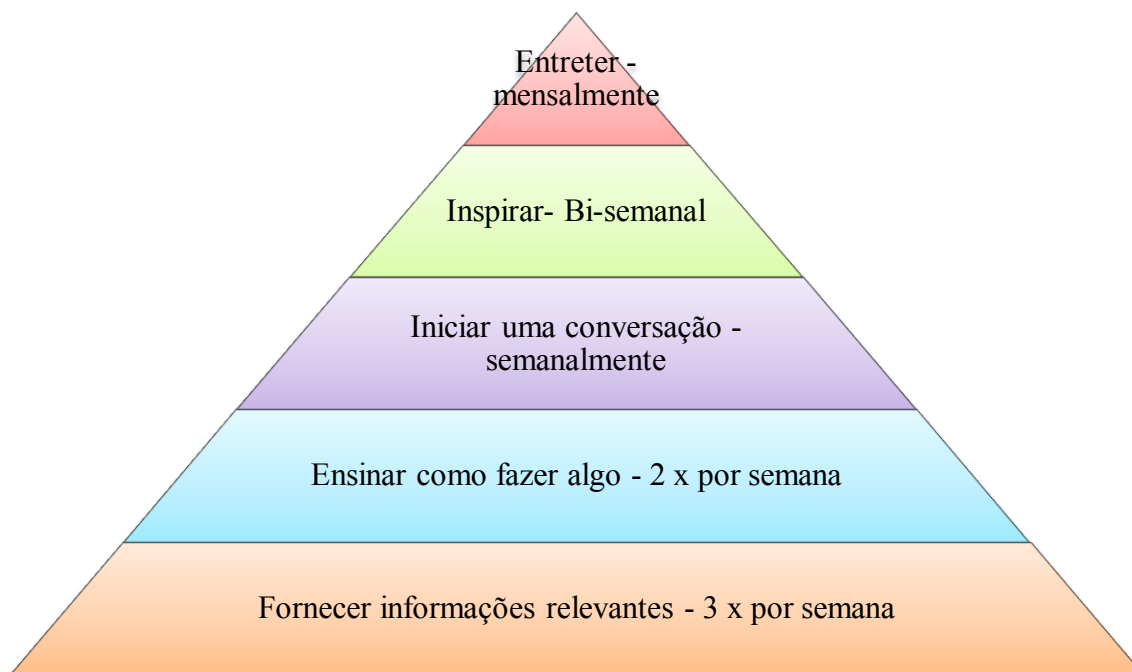 Entreter -
mensalmente
Inspirar- Bi-semanal
Iniciar uma conversação -
semanalmente
Ensinar como fazer algo - 2 x por semana
Fornecer informações relevantes - 3 x por semana